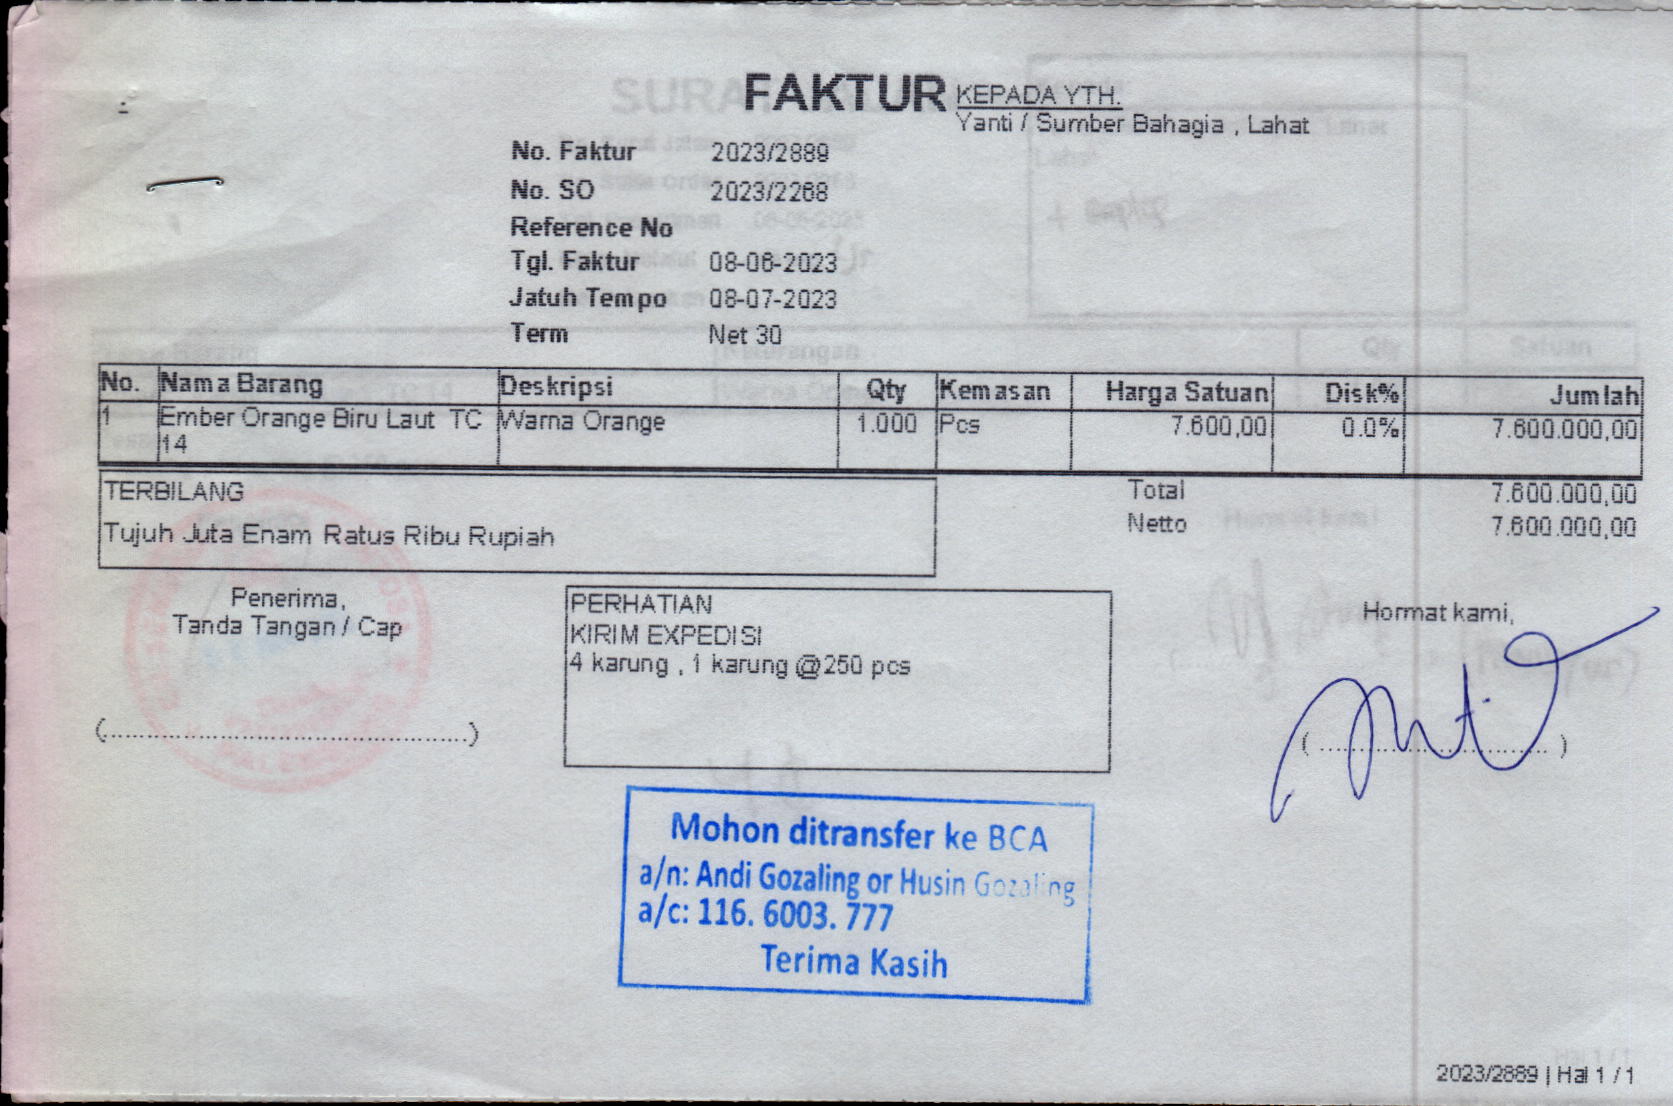 FAKTUR
KEPADA YTH.
Yanti / Sumber Bahagia , Lahat
No. Faktur 2023/2889
No. SO 2023/2268
Reference No
Tgl. Faktur 08-06-2023
Jatuh Tempo 08-07-2023
Term Net 30
No. Nama Barang Deskripsi Qty Kemasan Harga Satuan Disk% Jumlah
1 Ember Orange Biru Laut TC Warna Orange 1.000 Pcs 7.600,00 0.0% 7.600.000,00
14
TERBILANG
Tujuh Juta Enam Ratus Ribu Rupiah
Total 7.600.000,00
Netto 7.600.000,00
Penerima,
Tanda Tangan / Cap
(..............................................)
PERHATIAN
KIRIM EXPEDISI
4 karung , 1 karung @250 pcs
Hormat kami,
( .............................. )
Mohon ditransfer ke BCA
a/n: Andi Gozaling or Husin Gozaling
a/c: 116. 6003. 777
Terima Kasih
2023/2889 | Hal 1 / 1